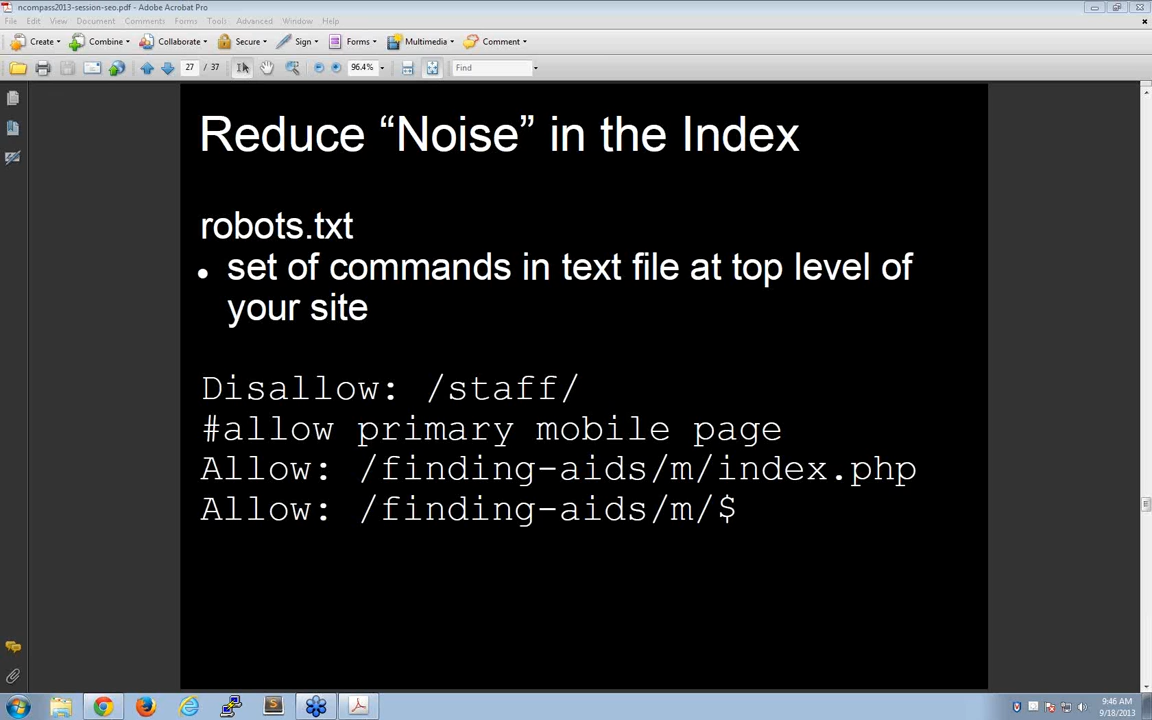 ncompass2013-session-seo.pdf - Adobe Acrobat Pro
File Edit View Document Comments Forms Tools Advanced Window Help
Create Combine Collaborate Secure Sign Forms Multimedia Comment
27 / 37 96.4% Find
Reduce “Noise” in the Index
robots.txt
• set of commands in text file at top level of
your site
Disallow: /staff/
#allow primary mobile page
Allow: /finding-aids/m/index.php
Allow: /finding-aids/m/$
9:46 AM
9/18/2013